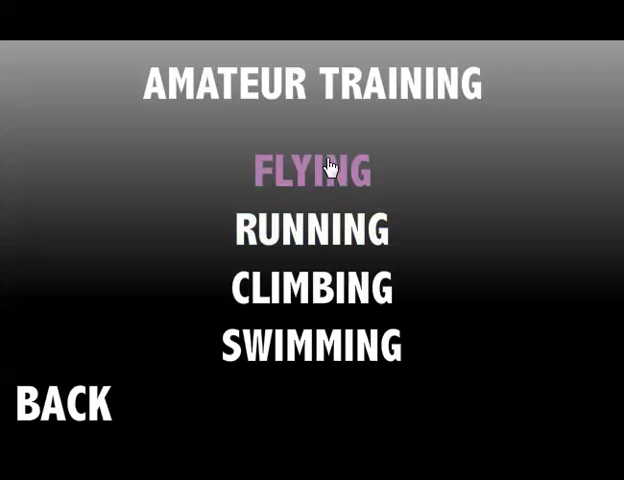 AMATEUR TRAINING
FLYING
RUNNING
CLIMBING
SWIMMING
BACK